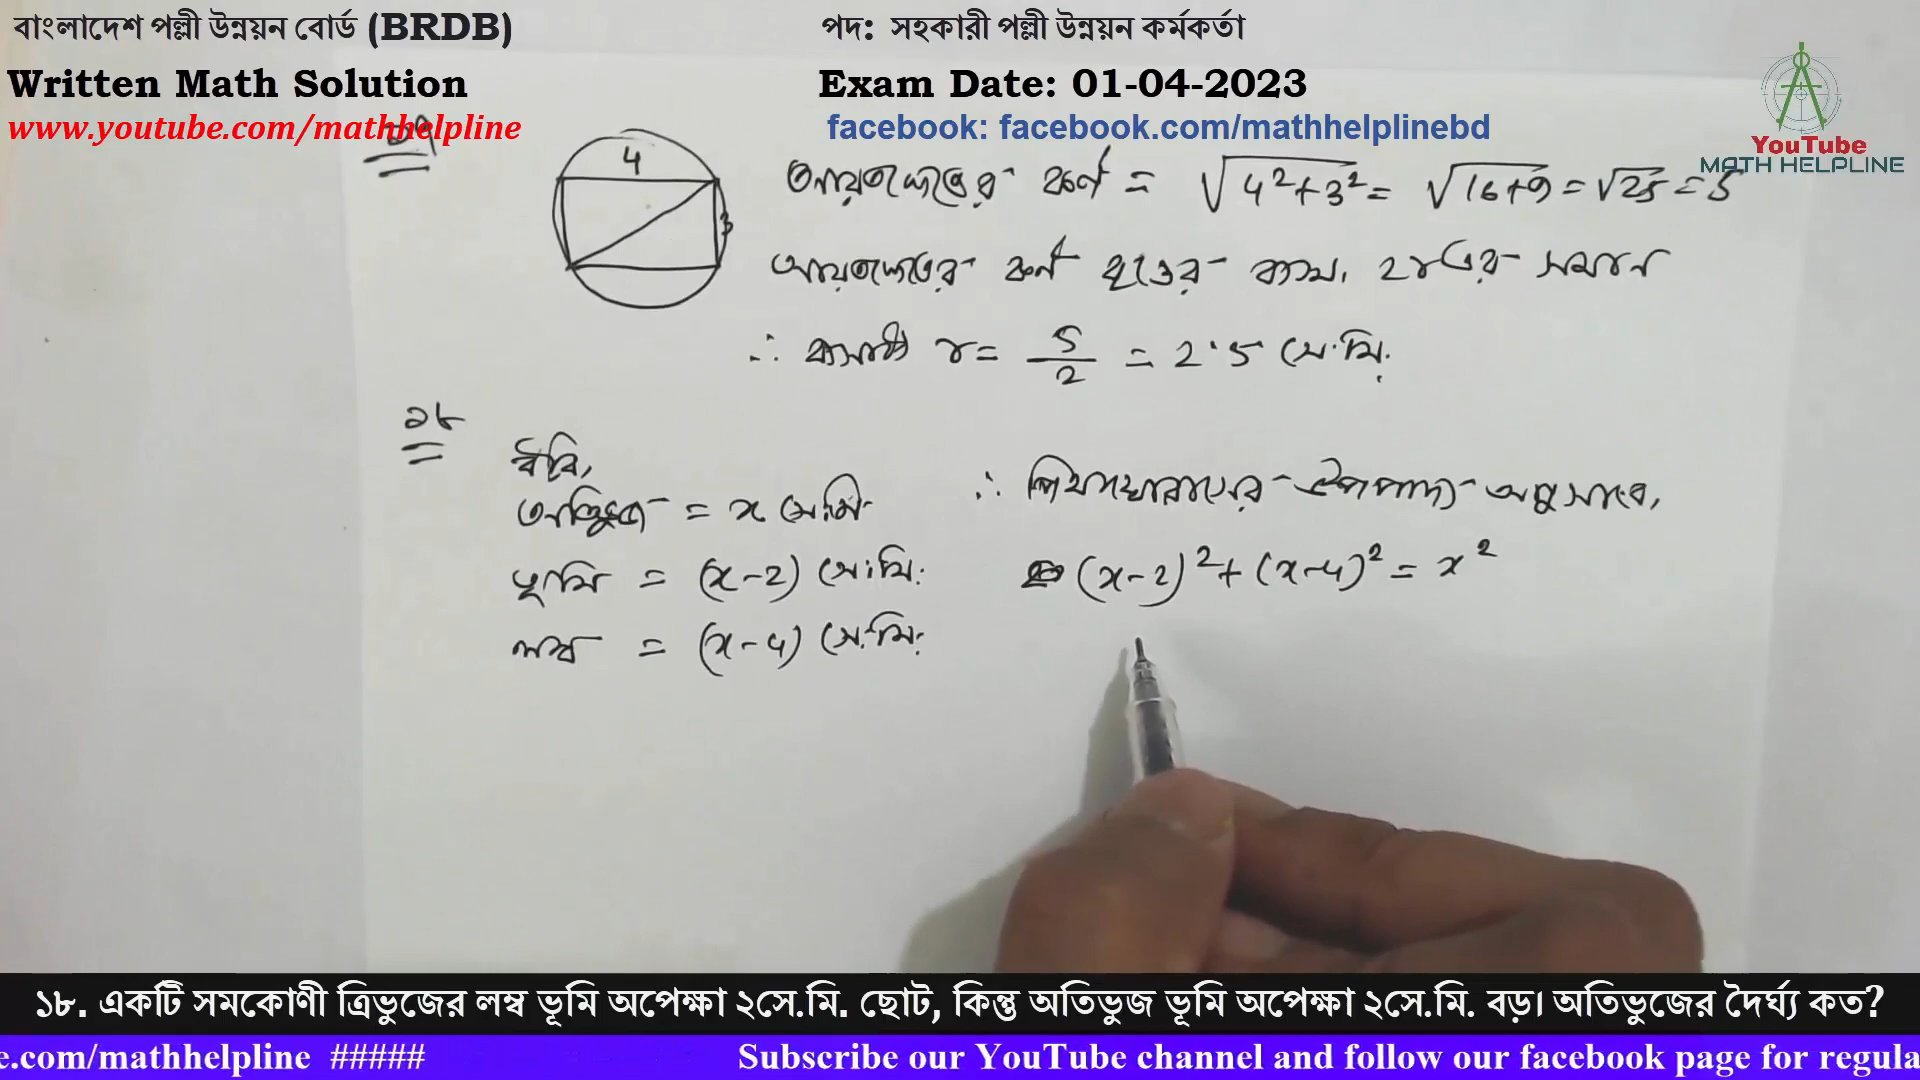 বাংলাদেশ পল্লী উন্নয়ন বোর্ড (BRDB)
পদ: সহকারী পল্লী উন্নয়ন কর্মকর্তা
Written Math Solution
Exam Date: 01-04-2023
www.youtube.com/mathhelpline
facebook: facebook.com/mathhelplinebd
YouTube
MATH HELPLINE
১৭
4
3
আয়তক্ষেত্রের কর্ণ = √4²+3² = √16+9 = √25 = 5
আয়তক্ষেত্রের কর্ণ বৃত্তের ব্যাস 2r এর সমান
∴ ব্যাসার্ধ r = 5/2 = 2.5 সে.মি.
১৮
ধরি,
অতিভুজ = x সে.মি
ভূমি = (x-2) সে.মি.
লম্ব = (x-4) সে.মি.
∴ পিথাগোরাসের উপপাদ্য অনুসারে,
(x-2)²+(x-4)² = x²
১৮. একটি সমকোণী ত্রিভুজের লম্ব ভূমি অপেক্ষা ২সে.মি. ছোট, কিন্তু অতিভুজ ভূমি অপেক্ষা ২সে.মি. বড়। অতিভুজের দৈর্ঘ্য কত?
e.com/mathhelpline ##### Subscribe our YouTube channel and follow our facebook page for regula